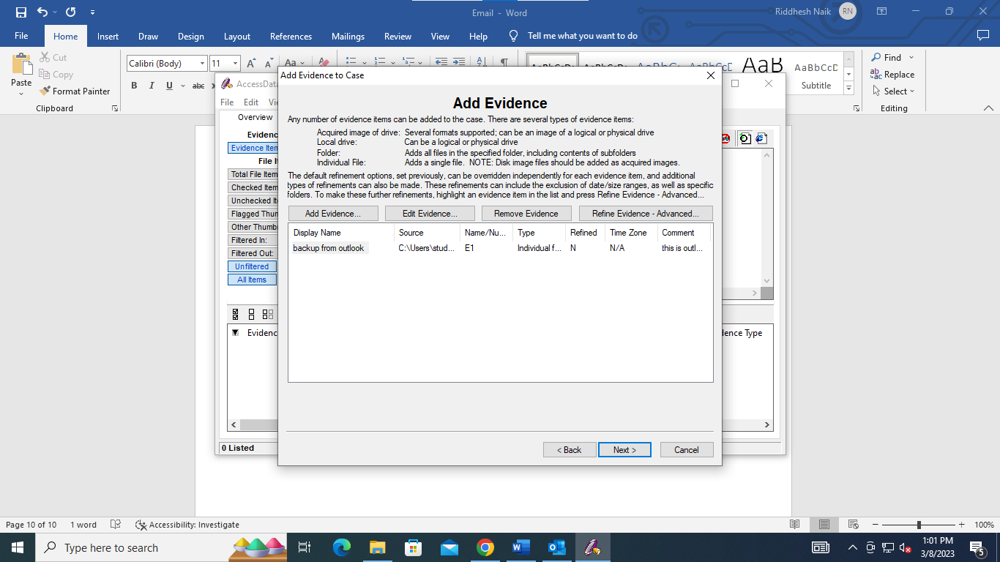 Email - Word
Riddhesh Naik RN
File Home Insert Draw Design Layout References Mailings Review View Help Tell me what you want to do
Cut
Copy
Format Painter
Paste
Clipboard
Calibri (Body) 11
Aa
B I U abc
AaB
AaBbCcD
Subtitle
Find
Replace
Select
Editing
AccessData
File Edit
Overview
Evidence Item
Total File Item
Checked Item
Unchecked
Flagged
Other
Filtered In:
Filtered Out:
Unfiltered
All Items
Evidence Type
0 Listed
Add Evidence to Case
Add Evidence
Any number of evidence items can be added to the case. There are several types of evidence items:
Acquired image of drive: Several formats supported; can be an image of a logical or physical drive
Local drive: Can be a logical or physical drive
Folder: Adds all files in the specified folder, including contents of subfolders
Individual File: Adds a single file. NOTE: Disk image files should be added as acquired images.
The default refinement options, set previously, can be overridden independently for each evidence item, and additional
types of refinements can also be made. These refinements can include the exclusion of date/size ranges, as well as specific
folders. To make these further refinements, highlight an evidence item in the list and press Refine Evidence - Advanced...
Add Evidence... Edit Evidence... Remove Evidence Refine Evidence - Advanced...
Display Name Source Name/Nu... Type Refined Time Zone Comment
backup from outlook C:\Users\stud... E1 Individual f... N N/A this is outl...
< Back Next > Cancel
Page 10 of 10 1 word Accessibility: Investigate 100%
Type here to search
1:01 PM
3/8/2023
5